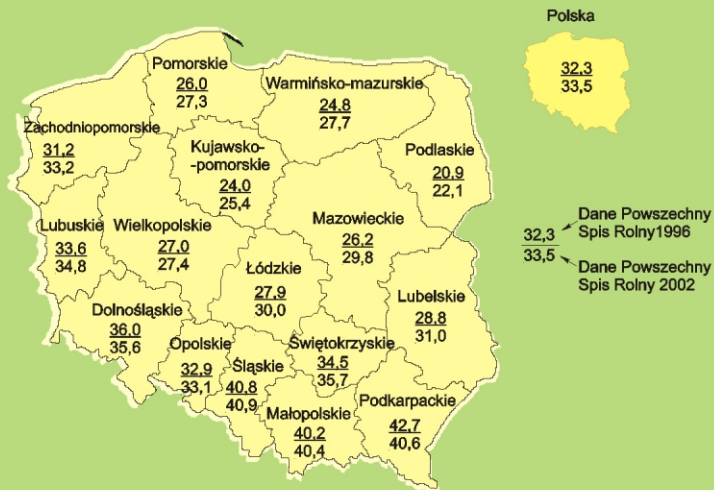 Polska
32,3
33,5
Pomorskie
26,0
27,3
Warmińsko-mazurskie
24,8
27,7
Zachodniopomorskie
31,2
33,2
Kujawsko-
-pomorskie
24,0
25,4
Podlaskie
20,9
22,1
Lubuskie
33,6
34,8
Wielkopolskie
27,0
27,4
Mazowieckie
26,2
29,8
Łódzkie
27,9
30,0
Lubelskie
28,8
31,0
Dolnośląskie
36,0
35,6
Opolskie
32,9
33,1
Śląskie
40,8
40,9
Świętokrzyskie
34,5
35,7
Małopolskie
40,2
40,4
Podkarpackie
42,7
40,6
32,3
Dane Powszechny
Spis Rolny1996
33,5
Dane Powszechny
Spis Rolny 2002